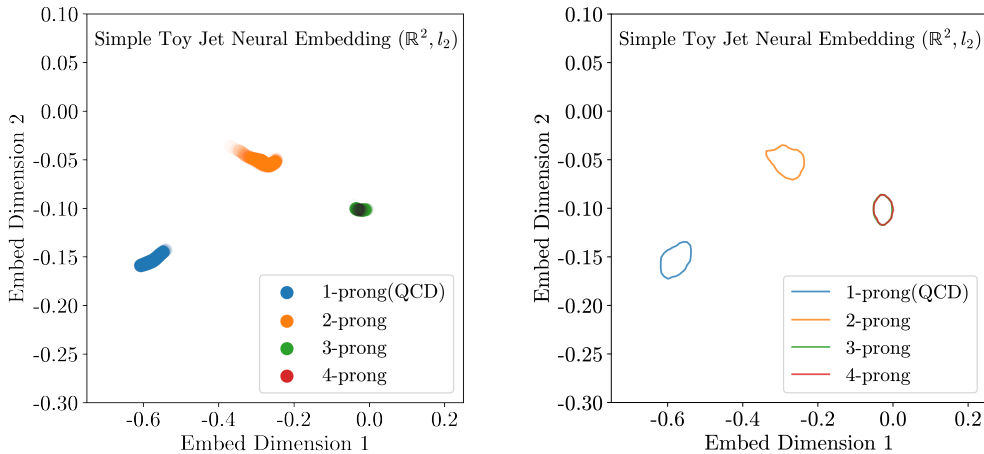 0.10
Simple Toy Jet Neural Embedding (ℝ², l₂)
0.05
0.00
-0.05
-0.10
-0.15
-0.20
-0.25
-0.30
Embed Dimension 2
1-prong(QCD)
2-prong
3-prong
4-prong
-0.6
-0.4
-0.2
0.0
0.2
Embed Dimension 1
0.10
Simple Toy Jet Neural Embedding (ℝ², l₂)
0.05
0.00
-0.05
-0.10
-0.15
-0.20
-0.25
-0.30
Embed Dimension 2
1-prong(QCD)
2-prong
3-prong
4-prong
-0.6
-0.4
-0.2
0.0
0.2
Embed Dimension 1